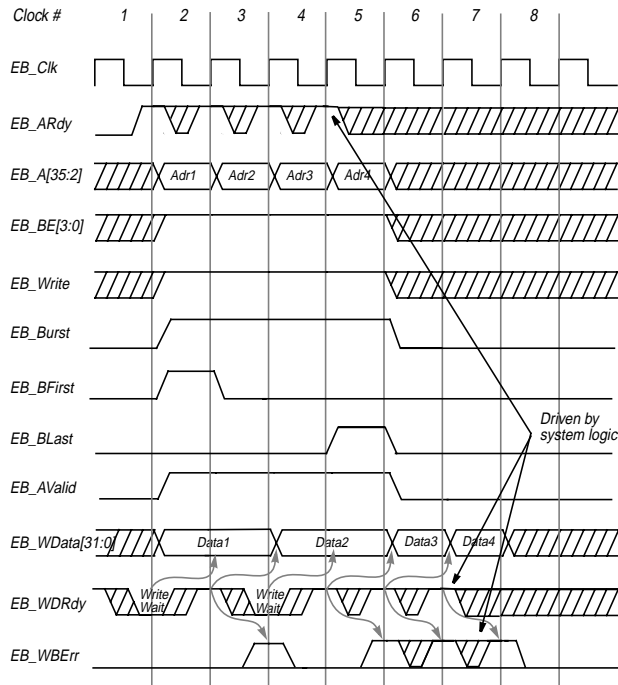 Clock # 1 2 3 4 5 6 7 8
EB_Clk
EB_ARdy
EB_A[35:2] Adr1 Adr2 Adr3 Adr4
EB_BE[3:0]
EB_Write
EB_Burst
EB_BFirst
Driven by
system logic
EB_BLast
EB_AValid
EB_WData[31:0] Data1 Data2 Data3 Data4
EB_WDRdy Write Wait Write Wait
EB_WBErr